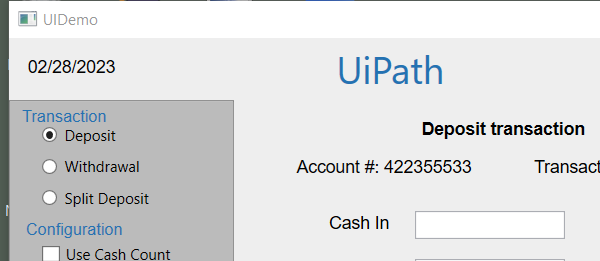 UIDemo
02/28/2023
UiPath
Transaction
Deposit
Withdrawal
Split Deposit
Configuration
Use Cash Count
Deposit transaction
Account #: 422355533
Cash In